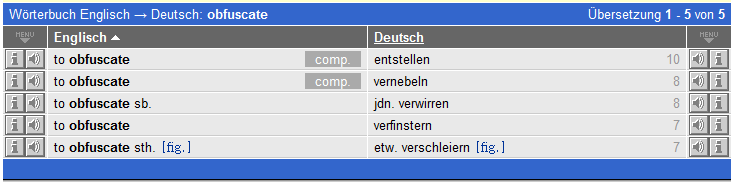 Wörterbuch Englisch → Deutsch: obfuscate Übersetzung 1 - 5 von 5
MENU Englisch Deutsch MENU
to obfuscate comp. entstellen 10
to obfuscate comp. vernebeln 8
to obfuscate sb. jdn. verwirren 8
to obfuscate verfinstern 7
to obfuscate sth. [fig.] etw. verschleiern [fig.] 7